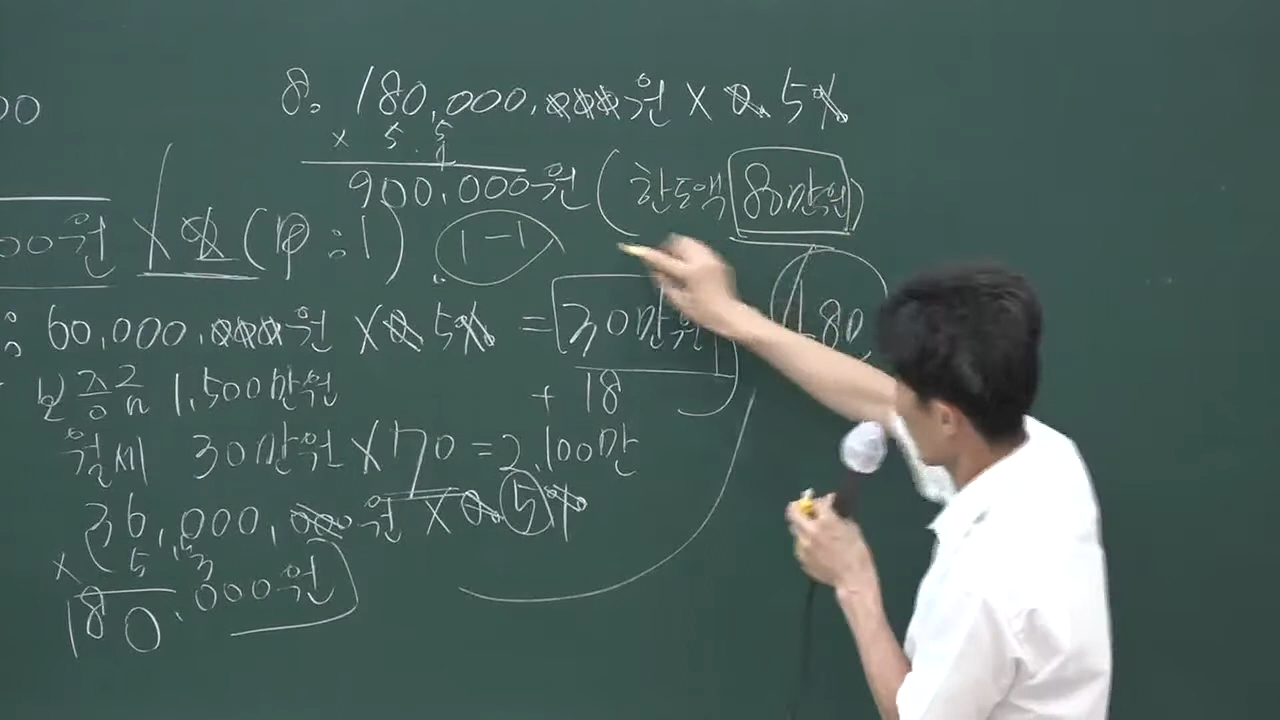 00
8. 180,000,000원 X 0.5%
x 5.5
900,000원 (한도액 80만원)
00원 X 2 (p:1) 1-1
: 60,000,000원 X 0.5% = 30만원 80
보증금 1,500만원 + 18
월세 30만원 X 70 = 2,100만
36,000,000원 X 0.5%
x 5
180,000원